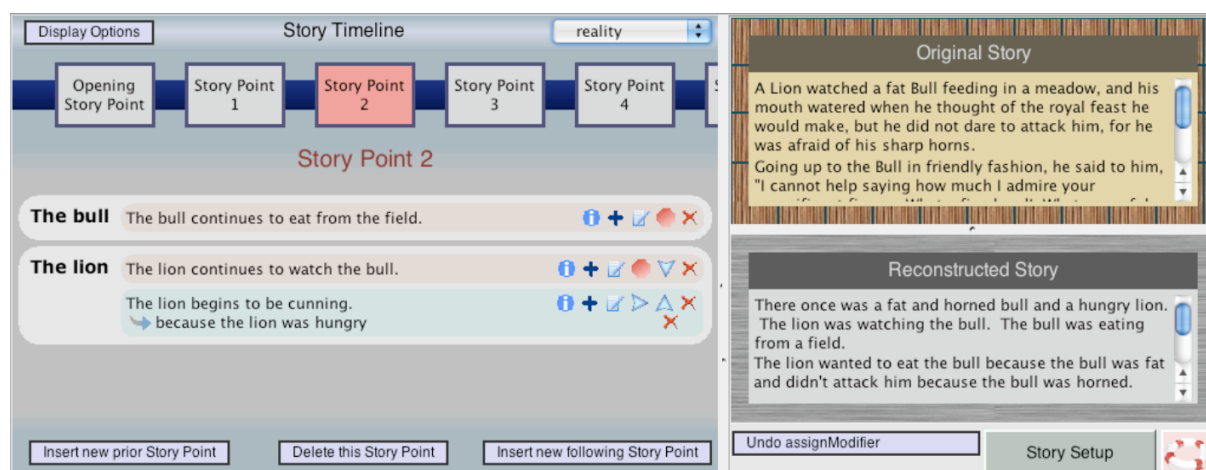 Display Options
Story Timeline
reality
Opening
Story Point
Story Point
1
Story Point
2
Story Point
3
Story Point
4
Story Point 2
The bull
The bull continues to eat from the field.
The lion
The lion continues to watch the bull.
The lion begins to be cunning.
because the lion was hungry
Insert new prior Story Point
Delete this Story Point
Insert new following Story Point
Original Story
A Lion watched a fat Bull feeding in a meadow, and his
mouth watered when he thought of the royal feast he
would make, but he did not dare to attack him, for he
was afraid of his sharp horns.
Going up to the Bull in friendly fashion, he said to him,
"I cannot help saying how much I admire your
Reconstructed Story
There once was a fat and horned bull and a hungry lion.
The lion was watching the bull. The bull was eating
from a field.
The lion wanted to eat the bull because the bull was fat
and didn't attack him because the bull was horned.
Undo assignModifier
Story Setup